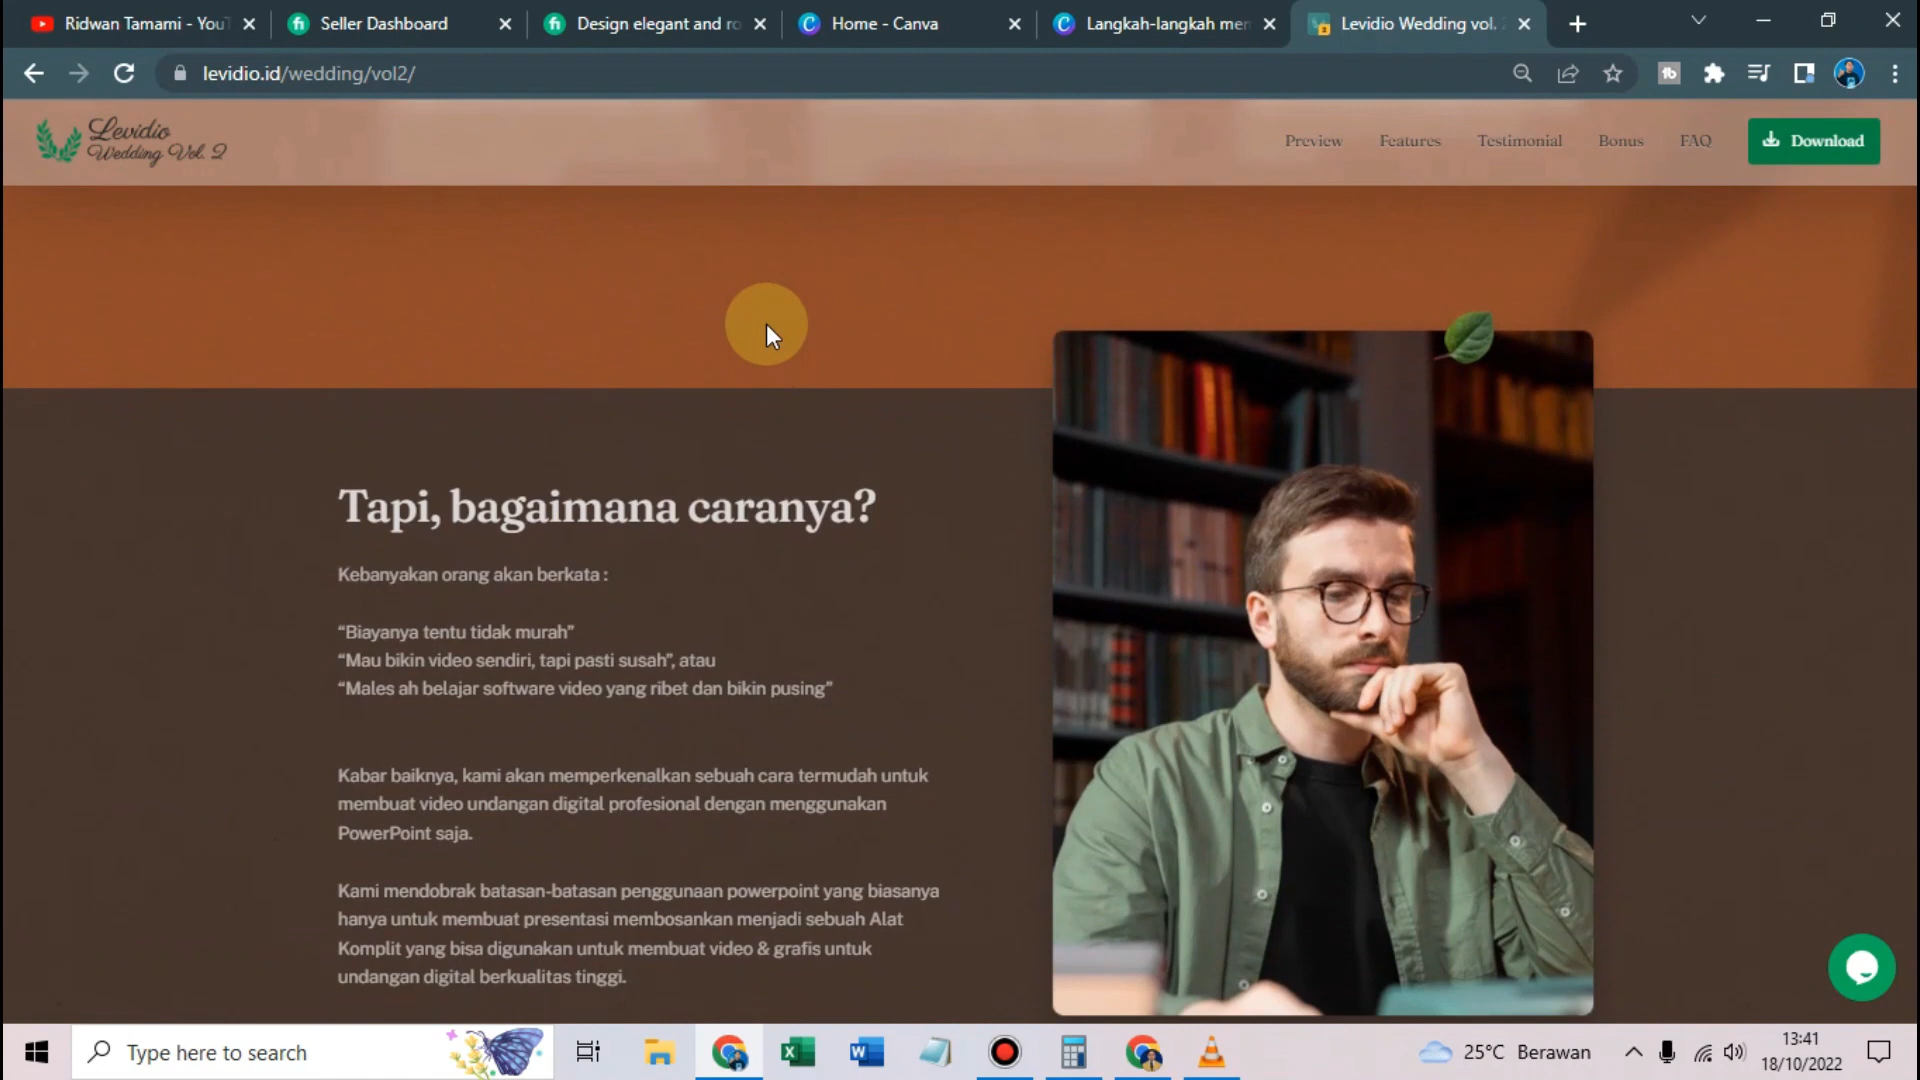 Ridwan Tamami - You
Seller Dashboard
Design elegant and ro
Home - Canva
Langkah-langkah mer
Levidio Wedding vol.
levidio.id/wedding/vol2/
Levidio
Wedding Vol. 2
Preview
Features
Testimonial
Bonus
FAQ
Download
Tapi, bagaimana caranya?
Kebanyakan orang akan berkata :
“Biayanya tentu tidak murah”
“Mau bikin video sendiri, tapi pasti susah”, atau
“Males ah belajar software video yang ribet dan bikin pusing”
Kabar baiknya, kami akan memperkenalkan sebuah cara termudah untuk
membuat video undangan digital profesional dengan menggunakan
PowerPoint saja.
Kami mendobrak batasan-batasan penggunaan powerpoint yang biasanya
hanya untuk membuat presentasi membosankan menjadi sebuah Alat
Komplit yang bisa digunakan untuk membuat video & grafis untuk
undangan digital berkualitas tinggi.
Type here to search
25°C Berawan
13:41
18/10/2022